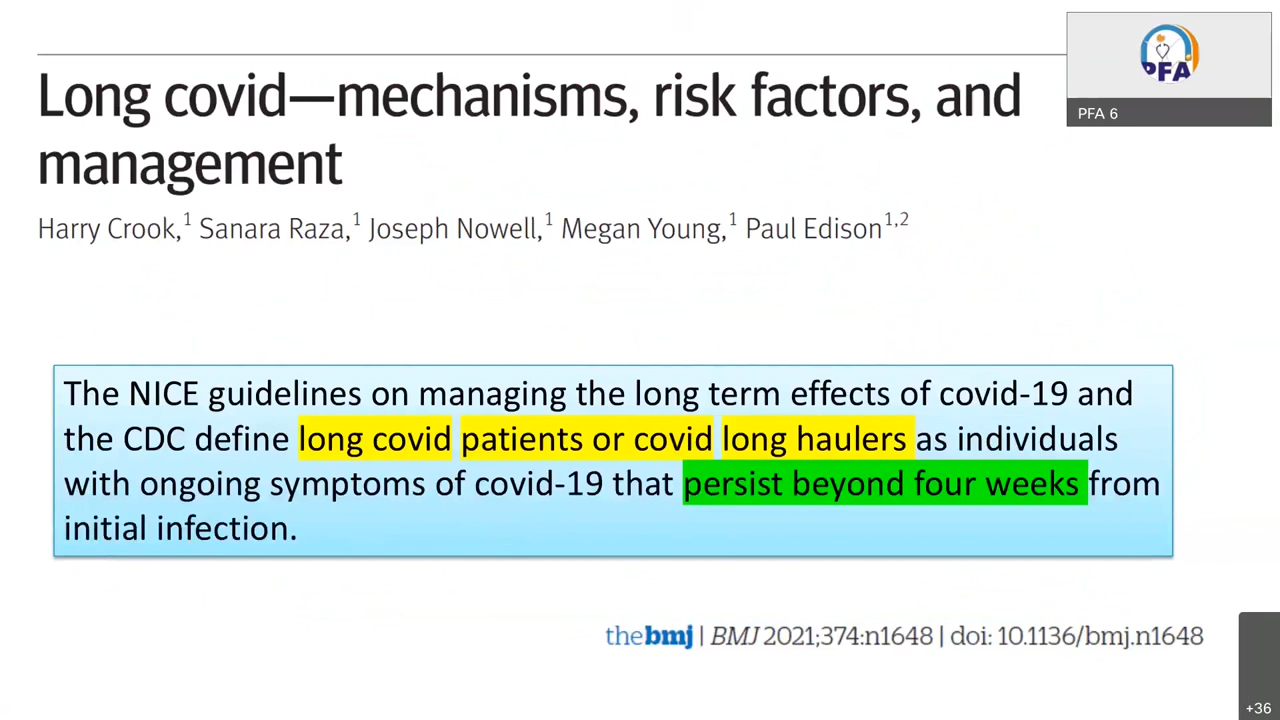 Long covid—mechanisms, risk factors, and
management
Harry Crook,1 Sanara Raza,1 Joseph Nowell,1 Megan Young,1 Paul Edison1,2
PFA
PFA 6
The NICE guidelines on managing the long term effects of covid-19 and
the CDC define long covid patients or covid long haulers as individuals
with ongoing symptoms of covid-19 that persist beyond four weeks from
initial infection.
thebmj | BMJ 2021;374:n1648 | doi: 10.1136/bmj.n1648
+36